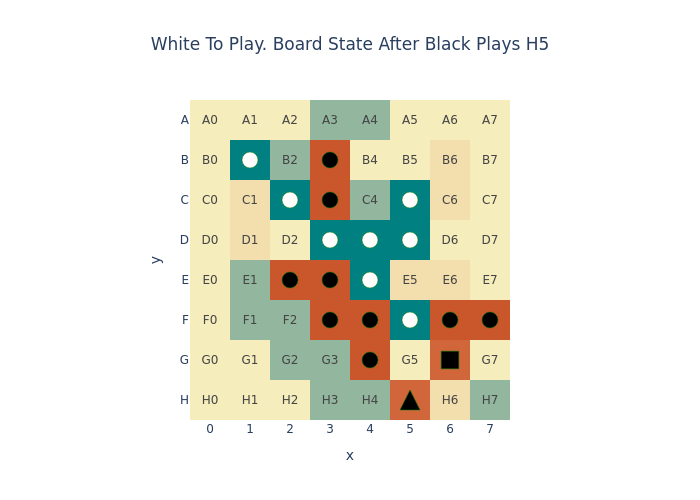 White To Play. Board State After Black Plays H5
A A0 A1 A2 A3 A4 A5 A6 A7
B B0 B2 B4 B5 B6 B7
C C0 C1 C4 C6 C7
D D0 D1 D2 D6 D7
E E0 E1 E5 E6 E7
F F0 F1 F2
G G0 G1 G2 G3 G5 G7
H H0 H1 H2 H3 H4 H6 H7
0 1 2 3 4 5 6 7
x
y